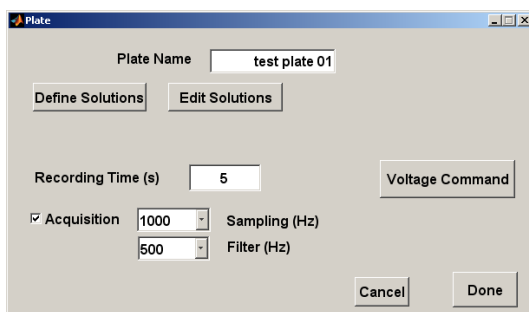 Plate
Plate Name test plate 01
Define Solutions Edit Solutions
Recording Time (s) 5
Voltage Command
Acquisition 1000 Sampling (Hz)
500 Filter (Hz)
Cancel Done